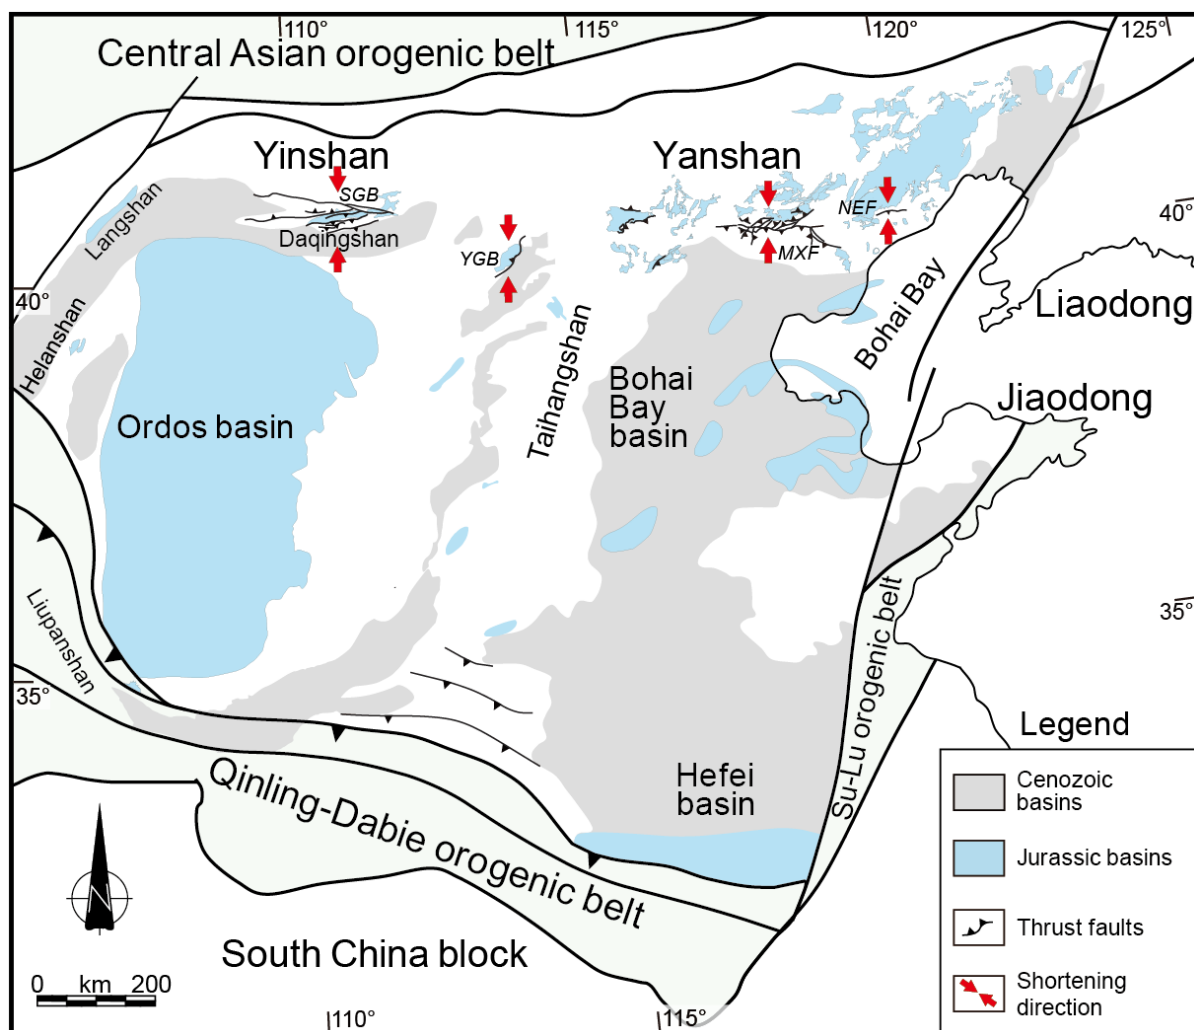 110°
115°
120°
125°
Central Asian orogenic belt
Yinshan
Yanshan
SGB
NEF
40°
Langshan
Daqingshan
YGB
MXF
40°
Helanshan
Bohai Bay
Liaodong
Taihangshan
Bohai
Bay
basin
Jiaodong
Ordos basin
Liupanshan
35°
35°
Su-Lu orogenic belt
Hefei
basin
Qinling-Dabie orogenic belt
South China block
N
0 km 200
110°
115°
Legend
Cenozoic
basins
Jurassic basins
Thrust faults
Shortening
direction